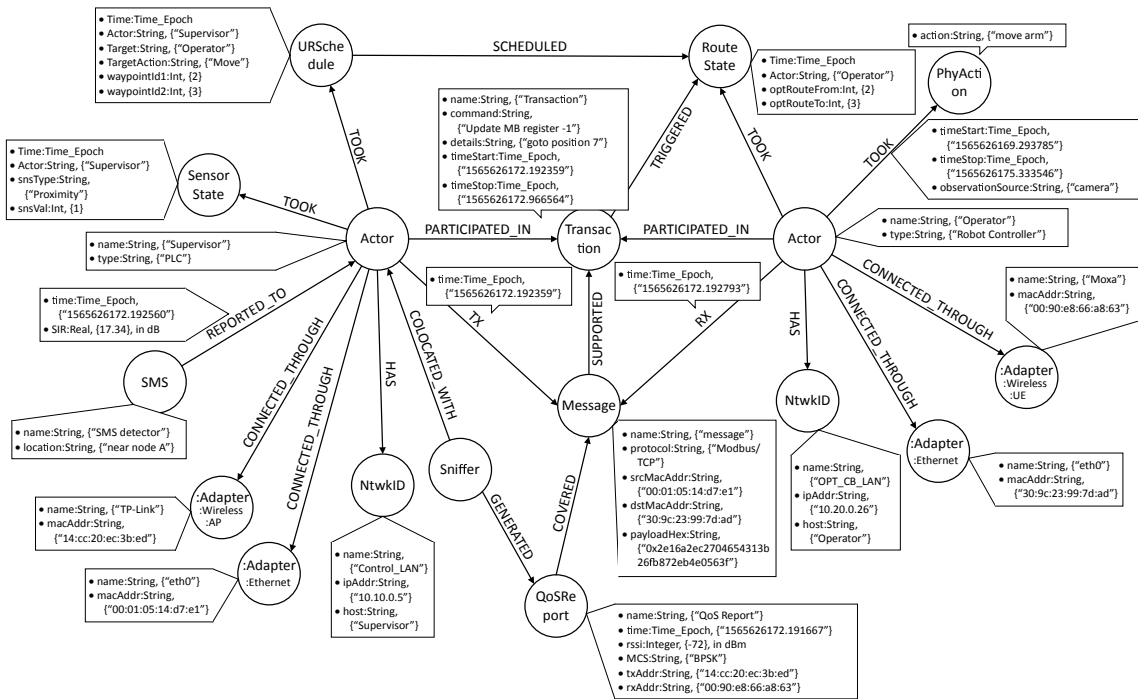 • Time:Time_Epoch
• Actor:String, {“Supervisor”}
• Target:String, {“Operator”}
• TargetAction:String, {“Move”}
• waypointId1:Int, {2}
• waypointId2:Int, {3}
URSche
dule
SCHEDULED
Route
State
• action:String, {“move arm”}
PhyActi
on
• Time:Time_Epoch
• Actor:String, {“Operator”}
• optRouteFrom:Int, {2}
• optRouteTo:Int, {3}
• name:String, {“Transaction”}
• command:String,
{“Update MB register -1”}
• details:String, {“goto position 7”}
• timeStart:Time_Epoch,
{“1565626172.192359”}
• timeStop:Time_Epoch,
{“1565626172.966564”}
TRIGGERED
TOOK
TOOK
TOOK
• timeStart:Time_Epoch,
{“1565626169.293785”}
• timeStop:Time_Epoch,
{“1565626175.333546”}
• observationSource:String, {“camera”}
• Time:Time_Epoch
• Actor:String, {“Supervisor”}
• snsType:String,
{“Proximity”}
• snsVal:Int, {1}
Sensor
State
TOOK
• name:String, {“Supervisor”}
• type:String, {“PLC”}
Actor
PARTICIPATED_IN
Transac
tion
PARTICIPATED_IN
Actor
• name:String, {“Operator”}
• type:String, {“Robot Controller”}
• time:Time_Epoch,
{“1565626172.192560”}
• SIR:Real, {17.34}, in dB
REPORTED_TO
• time:Time_Epoch,
{“1565626172.192359”}
TX
• time:Time_Epoch,
{“1565626172.192793”}
RX
SUPPORTED
CONNECTED_THROUGH
• name:String, {“Moxa”}
• macAddr:String,
{“00:90:e8:66:a8:63”}
:Adapter
:Wireless
:UE
SMS
• name:String, {“SMS detector”}
• location:String, {“near node A”}
CONNECTED_THROUGH
CONNECTED_THROUGH
HAS
COLOCATED_WITH
Message
HAS
CONNECTED_THROUGH
NtwkID
:Adapter
:Ethernet
• name:String, {“eth0”}
• macAddr:String,
{“30:9c:23:99:7d:ad”}
• name:String, {“message”}
• protocol:String, {“Modbus/
TCP”}
• srcMacAddr:String,
{“00:01:05:14:d7:e1”}
• dstMacAddr:String,
{“30:9c:23:99:7d:ad”}
• payloadHex:String,
{“0x2e16a2ec2704654313b
26fb872eb4e0563f”}
• name:String,
{“OPT_CB_LAN”}
• ipAddr:String,
{“10.20.0.26”}
• host:String,
{“Operator”}
NtwkID
Sniffer
• name:String, {“TP-Link”}
• macAddr:String,
{“14:cc:20:ec:3b:ed”}
:Adapter
:Wireless
:AP
GENERATED
COVERED
• name:String, {“eth0”}
• macAddr:String,
{“00:01:05:14:d7:e1”}
:Adapter
:Ethernet
• name:String,
{“Control_LAN”}
• ipAddr:String,
{“10.10.0.5”}
• host:String,
{“Supervisor”}
QoSRe
port
• name:String, {“QoS Report”}
• time:Time_Epoch, {“1565626172.191667”}
• rssi:Integer, {-72}, in dBm
• MCS:String, {“BPSK”}
• txAddr:String, {“14:cc:20:ec:3b:ed”}
• rxAddr:String, {“00:90:e8:66:a8:63”}